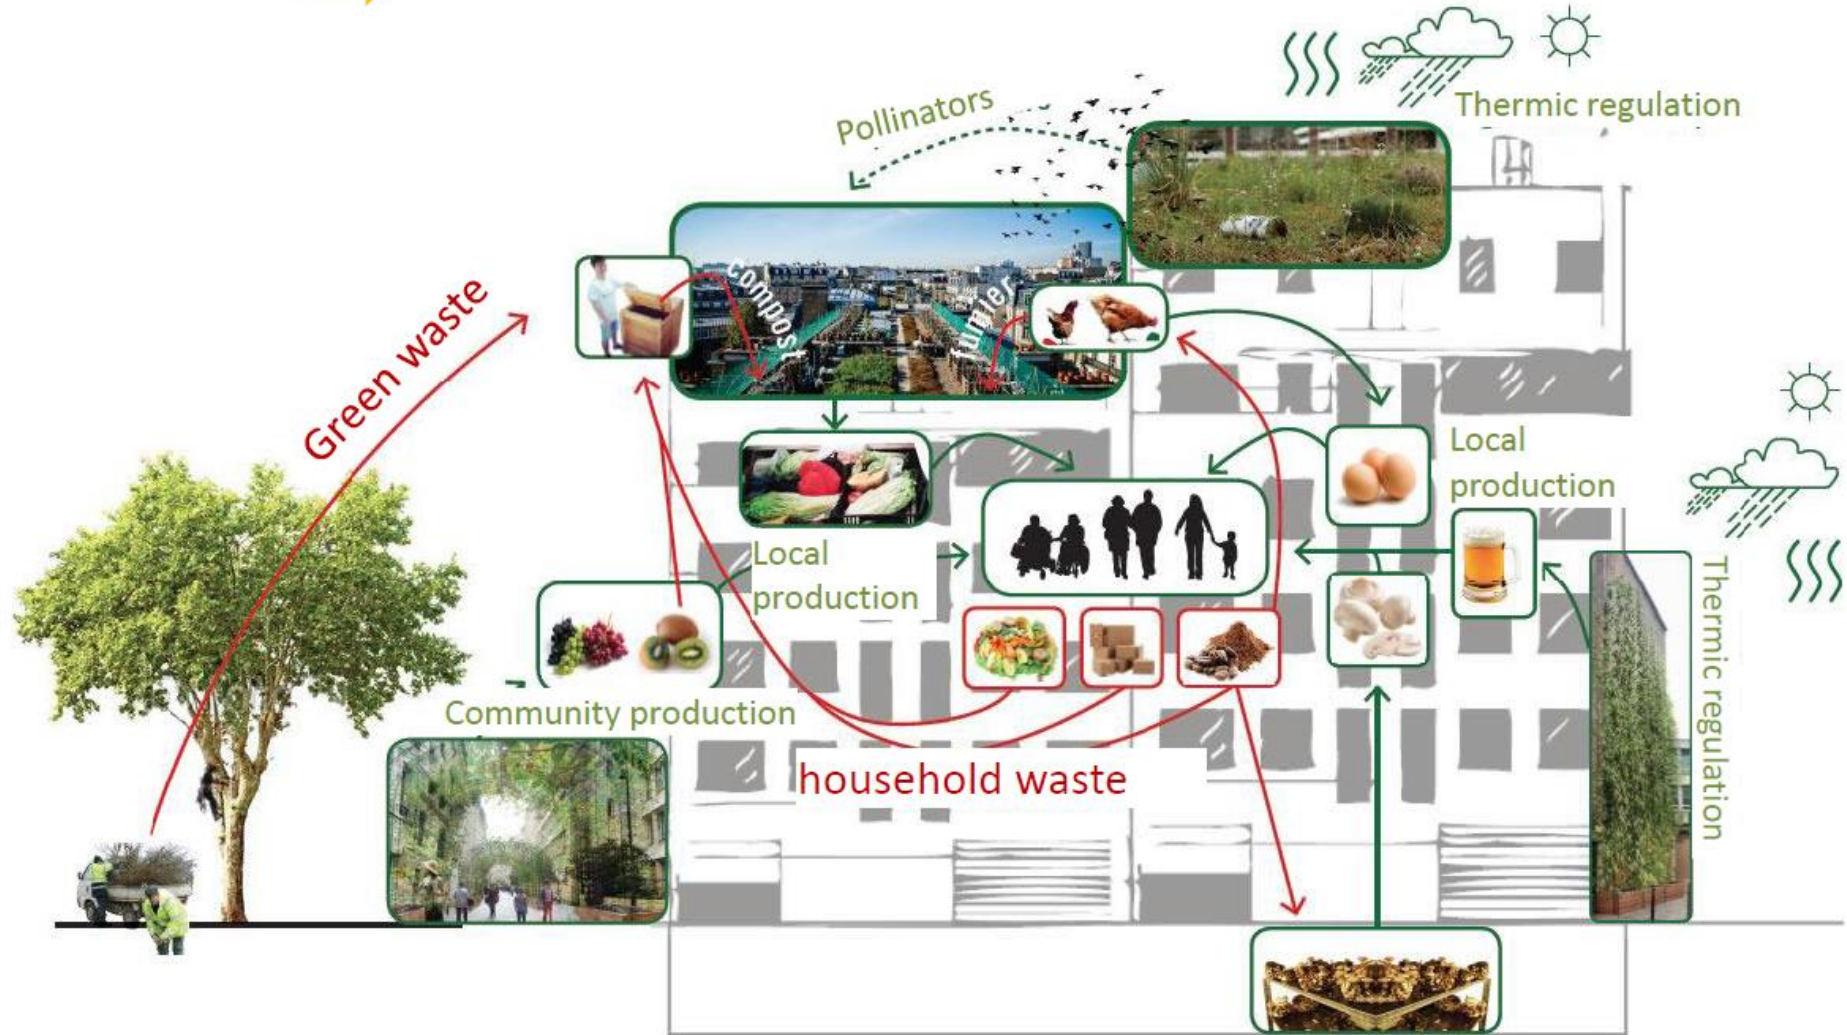 Pollinators
Thermic regulation
Green waste
compost
fumier
Local
production
Local
production
Community production
household waste
Thermic regulation